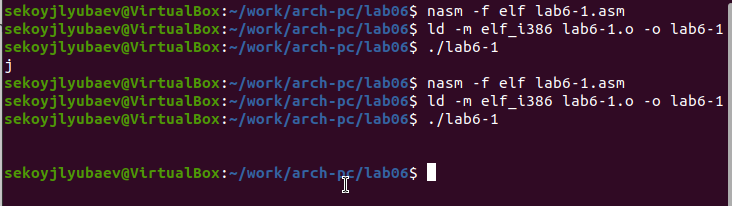 sekoyjlyubaev@VirtualBox:~/work/arch-pc/lab06$ nasm -f elf lab6-1.asm
sekoyjlyubaev@VirtualBox:~/work/arch-pc/lab06$ ld -m elf_i386 lab6-1.o -o lab6-1
sekoyjlyubaev@VirtualBox:~/work/arch-pc/lab06$ ./lab6-1
j
sekoyjlyubaev@VirtualBox:~/work/arch-pc/lab06$ nasm -f elf lab6-1.asm
sekoyjlyubaev@VirtualBox:~/work/arch-pc/lab06$ ld -m elf_i386 lab6-1.o -o lab6-1
sekoyjlyubaev@VirtualBox:~/work/arch-pc/lab06$ ./lab6-1
sekoyjlyubaev@VirtualBox:~/work/arch-pc/lab06$